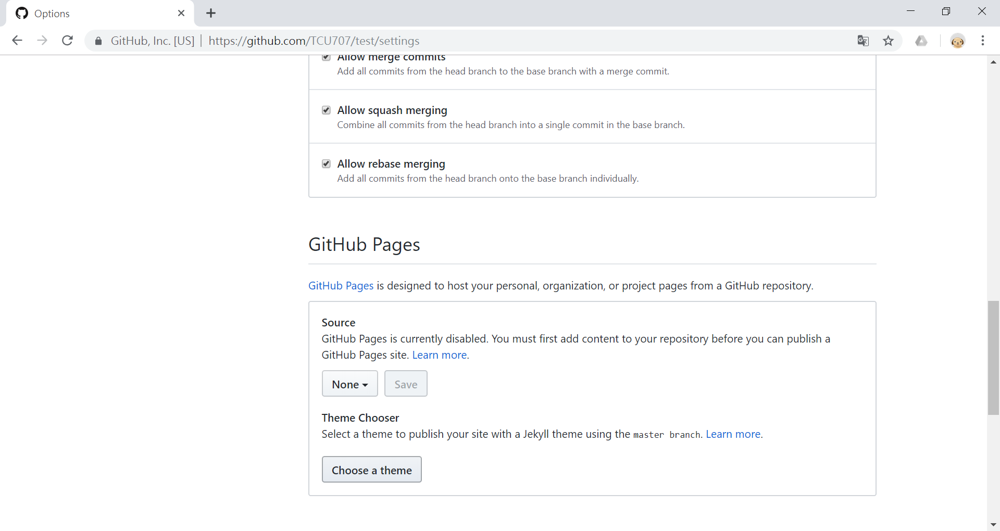 Options
GitHub, Inc. [US] | https://github.com/TCU707/test/settings
Allow merge commits
Add all commits from the head branch to the base branch with a merge commit.
Allow squash merging
Combine all commits from the head branch into a single commit in the base branch.
Allow rebase merging
Add all commits from the head branch onto the base branch individually.
GitHub Pages
GitHub Pages is designed to host your personal, organization, or project pages from a GitHub repository.
Source
GitHub Pages is currently disabled. You must first add content to your repository before you can publish a
GitHub Pages site. Learn more.
None Save
Theme Chooser
Select a theme to publish your site with a Jekyll theme using the master branch. Learn more.
Choose a theme